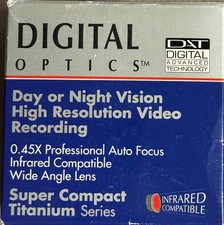 DIGITAL
OPTICS™
DAT
DIGITAL
ADVANCED
TECHNOLOGY
Day or Night Vision
High Resolution Video
Recording
0.45X Professional Auto Focus
Infrared Compatible
Wide Angle Lens
Super Compact
Titanium Series
INFRARED
COMPATIBLE